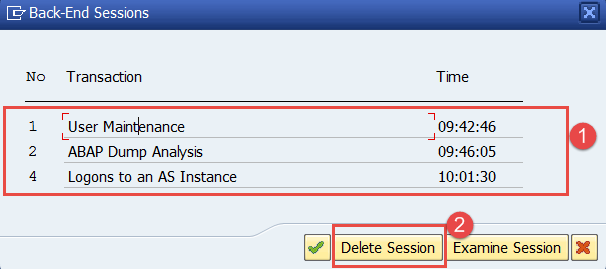 Back-End Sessions
No Transaction Time
1 User Maintenance 09:42:46
2 ABAP Dump Analysis 09:46:05
4 Logons to an AS Instance 10:01:30
1
2
Delete Session Examine Session